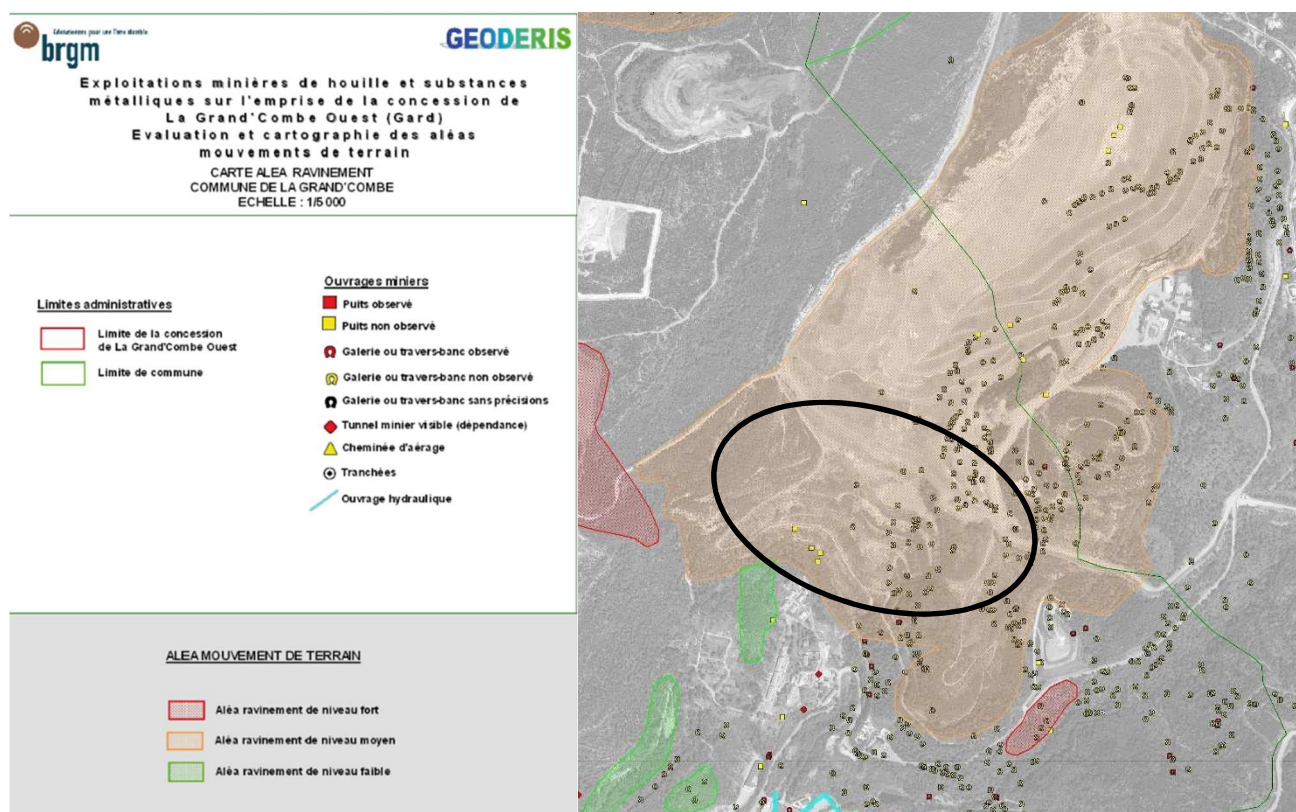 Géosciences pour une Terre durable
brgm
GEODERIS
Exploitations minières de houille et substances
métalliques sur l'emprise de la concession de
La Grand'Combe Ouest (Gard)
Evaluation et cartographie des aléas
mouvements de terrain
CARTE ALEA RAVINEMENT
COMMUNE DE LA GRAND'COMBE
ECHELLE : 1/5 000
Limites administratives
Limite de la concession
de La Grand'Combe Ouest
Limite de commune
Ouvrages miniers
Puits observé
Puits non observé
Galerie ou travers-banc observé
Galerie ou travers-banc non observé
Galerie ou travers-banc sans précisions
Tunnel minier visible (dépendance)
Cheminée d'aérage
Tranchées
Ouvrage hydraulique
ALEA MOUVEMENT DE TERRAIN
Aléa ravinement de niveau fort
Aléa ravinement de niveau moyen
Aléa ravinement de niveau faible